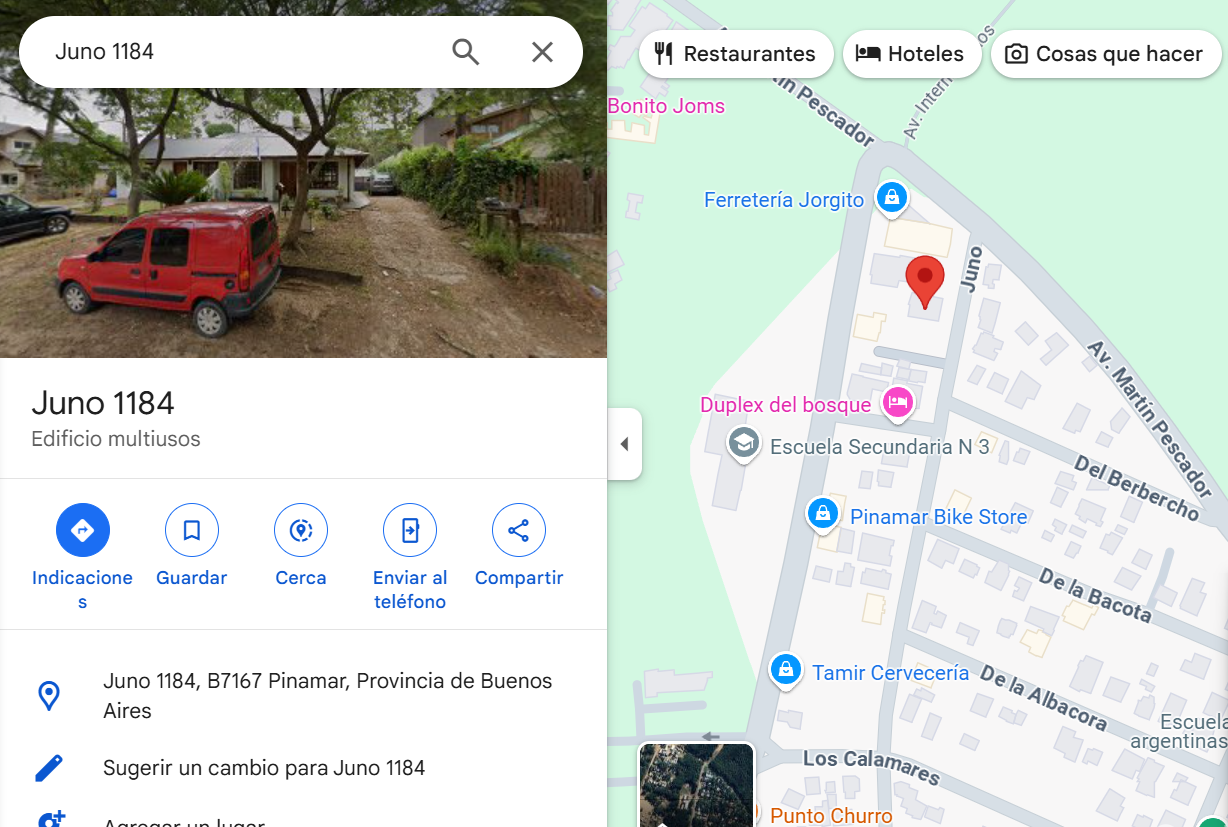 Juno 1184
Restaurantes
Hoteles
Cosas que hacer
Bonito Joms
Av. Martín Pescador
Ferretería Jorgito
Juno
Duplex del bosque
Escuela Secundaria N 3
Av. Martín Pescador
Del Berbercho
Pinamar Bike Store
De la Bacota
Tamir Cervecería
De la Albacora
Escuela
argentinas
Los Calamares
Punto Churro
Juno 1184
Edificio multiusos
Indicacione
s
Guardar
Cerca
Enviar al
teléfono
Compartir
Juno 1184, B7167 Pinamar, Provincia de Buenos
Aires
Sugerir un cambio para Juno 1184
Agregar un lugar